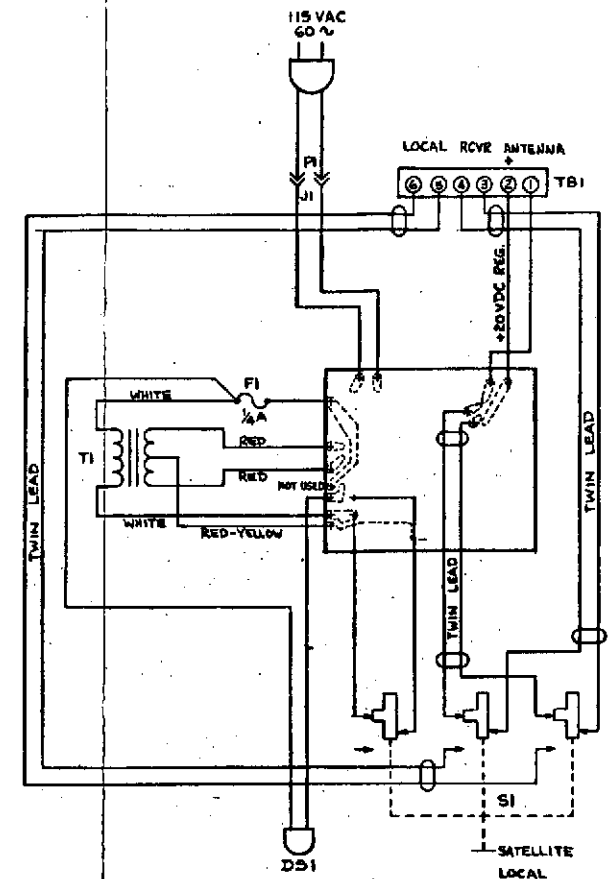 115 VAC
60 ~
P1
J1
LOCAL RCVR ANTENNA
+
6 5 4 3 2 1 TB1
+20 VDC REG.
WHITE
F1
1/4 A
T1
RED
RED
NOT USED
WHITE
RED-YELLOW
TWIN LEAD
TWIN LEAD
TWIN LEAD
S1
DS1
SATELLITE
LOCAL